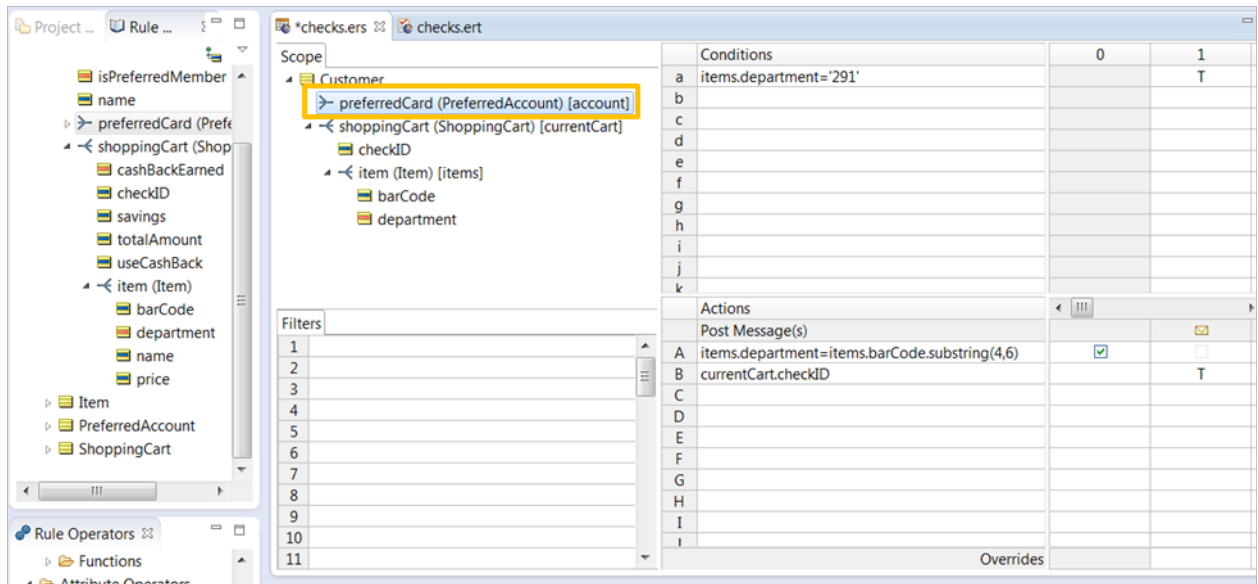 Project ...
Rule ...
isPreferredMember
name
preferredCard (Prefe
shoppingCart (Shop
cashBackEarned
checkID
savings
totalAmount
useCashBack
item (Item)
barCode
department
name
price
Item
PreferredAccount
ShoppingCart
Rule Operators
Functions
Attribute Operators
*checks.ers
checks.ert
Scope
Customer
preferredCard (PreferredAccount) [account]
shoppingCart (ShoppingCart) [currentCart]
checkID
item (Item) [items]
barCode
department
Filters
1
2
3
4
5
6
7
8
9
10
11
Conditions 0 1
a items.department='291' T
b
c
d
e
f
g
h
i
j
k
Actions
Post Message(s)
A items.department=items.barCode.substring(4,6)
B currentCart.checkID T
C
D
E
F
G
H
I
Overrides